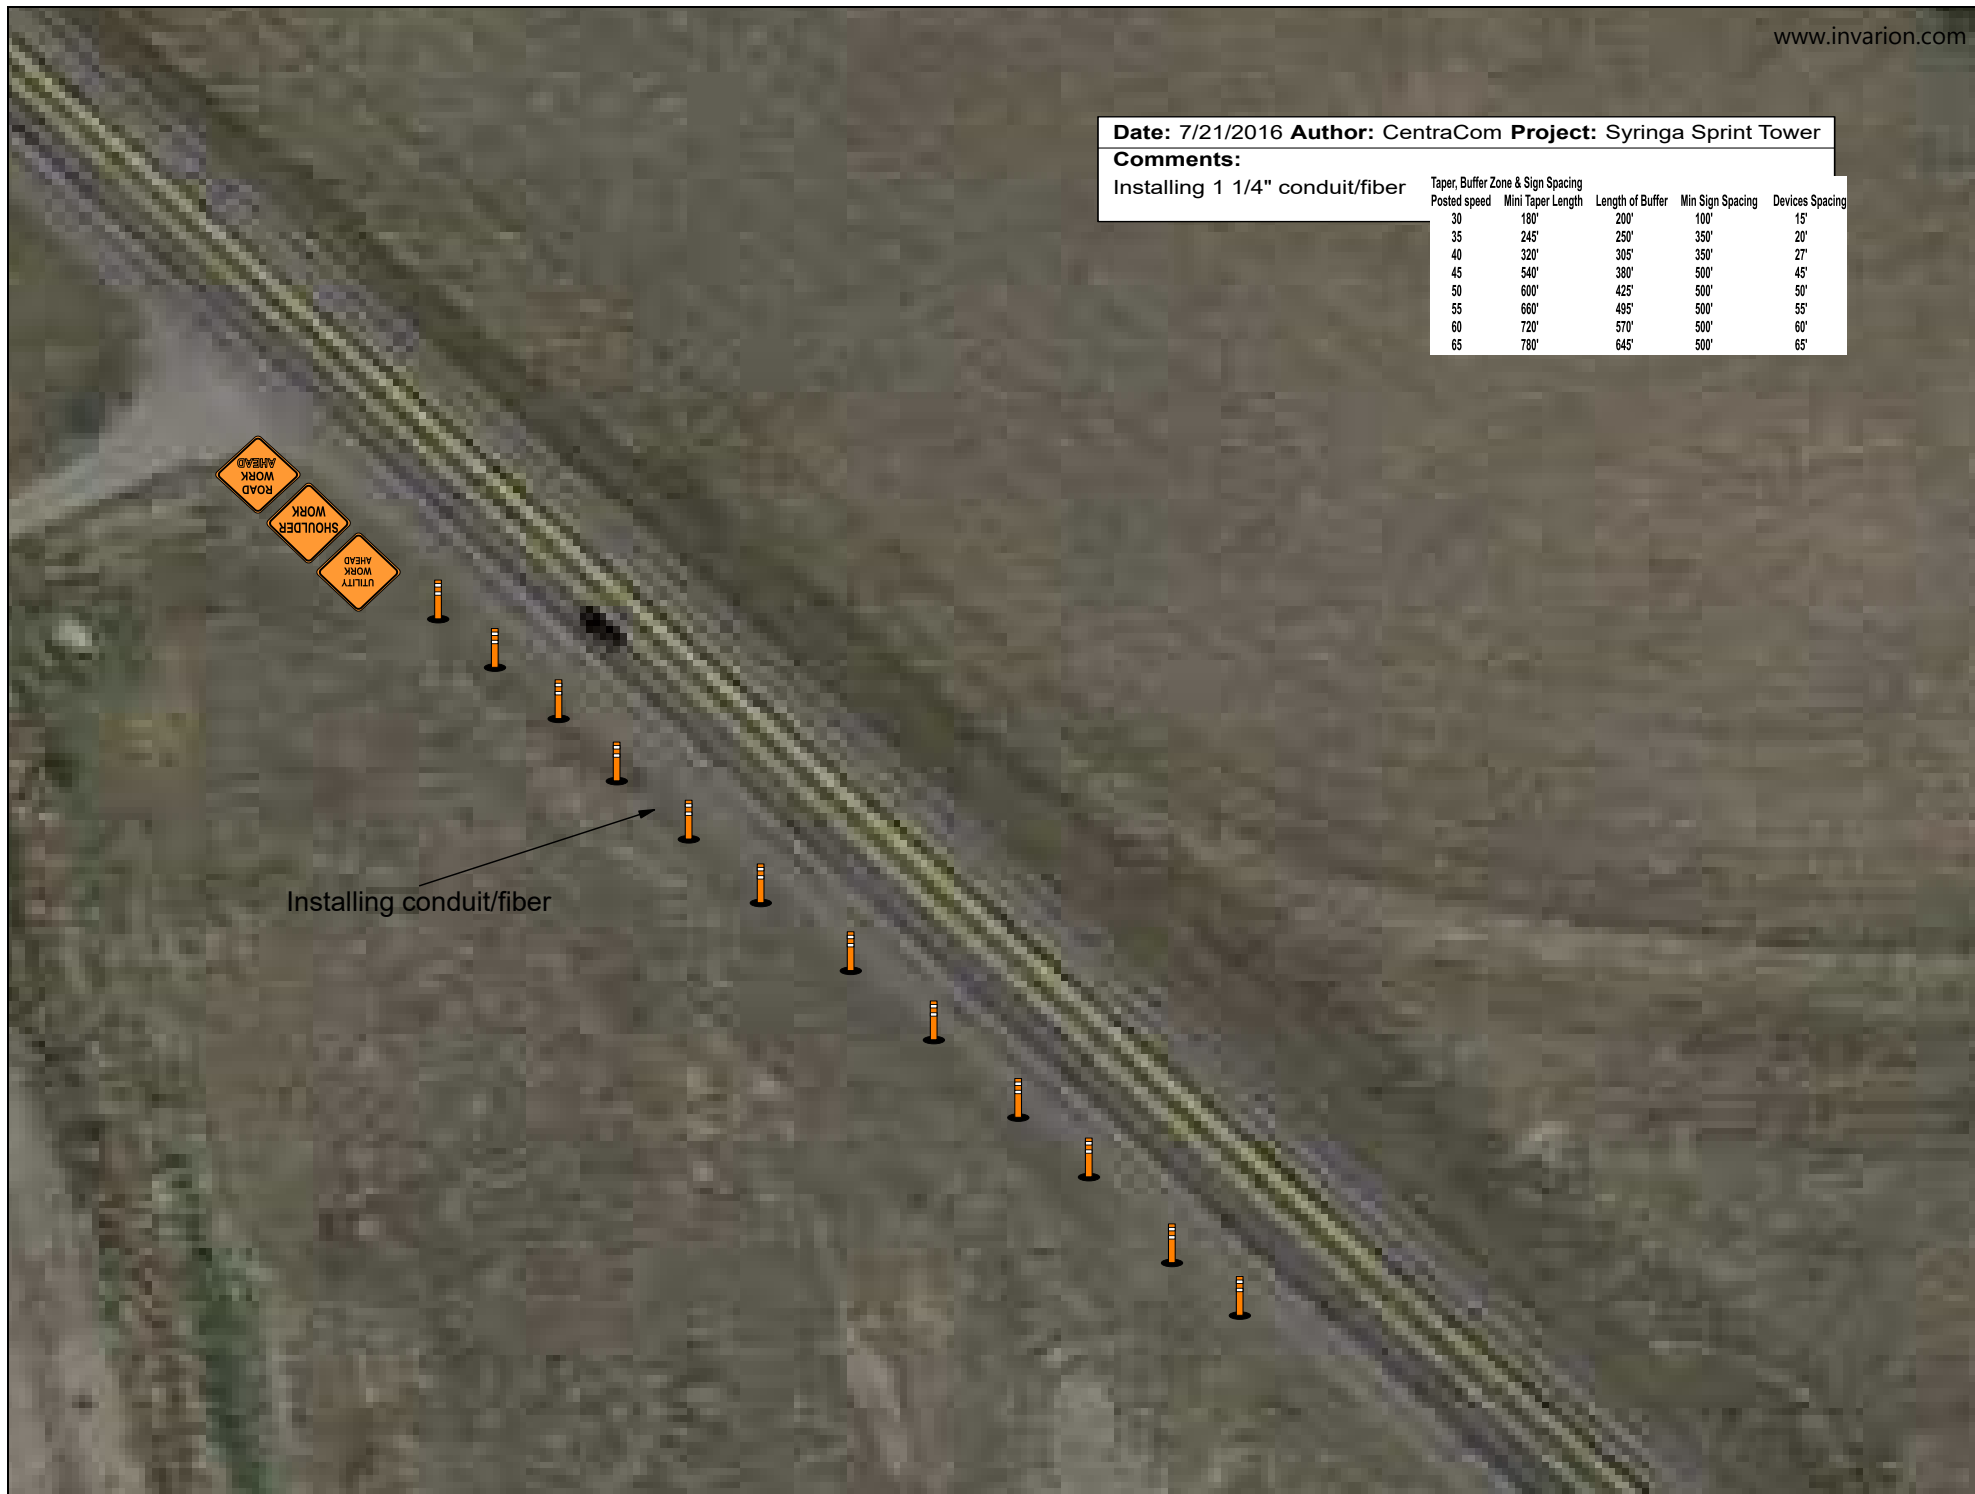 www.invarion.com
Date: 7/21/2016 Author: CentraCom Project: Syringa Sprint Tower
Comments:
Installing 1 1/4" conduit/fiber
Taper, Buffer Zone & Sign Spacing
Posted speed Mini Taper Length Length of Buffer Min Sign Spacing Devices Spacing
30 180' 200' 100' 15'
35 245' 250' 350' 20'
40 320' 305' 350' 27'
45 540' 380' 500' 45'
50 600' 425' 500' 50'
55 660' 495' 500' 55'
60 720' 570' 500' 60'
65 780' 645' 500' 65'
ROAD
WORK
AHEAD
SHOULDER
WORK
UTILITY
WORK
AHEAD
Installing conduit/fiber